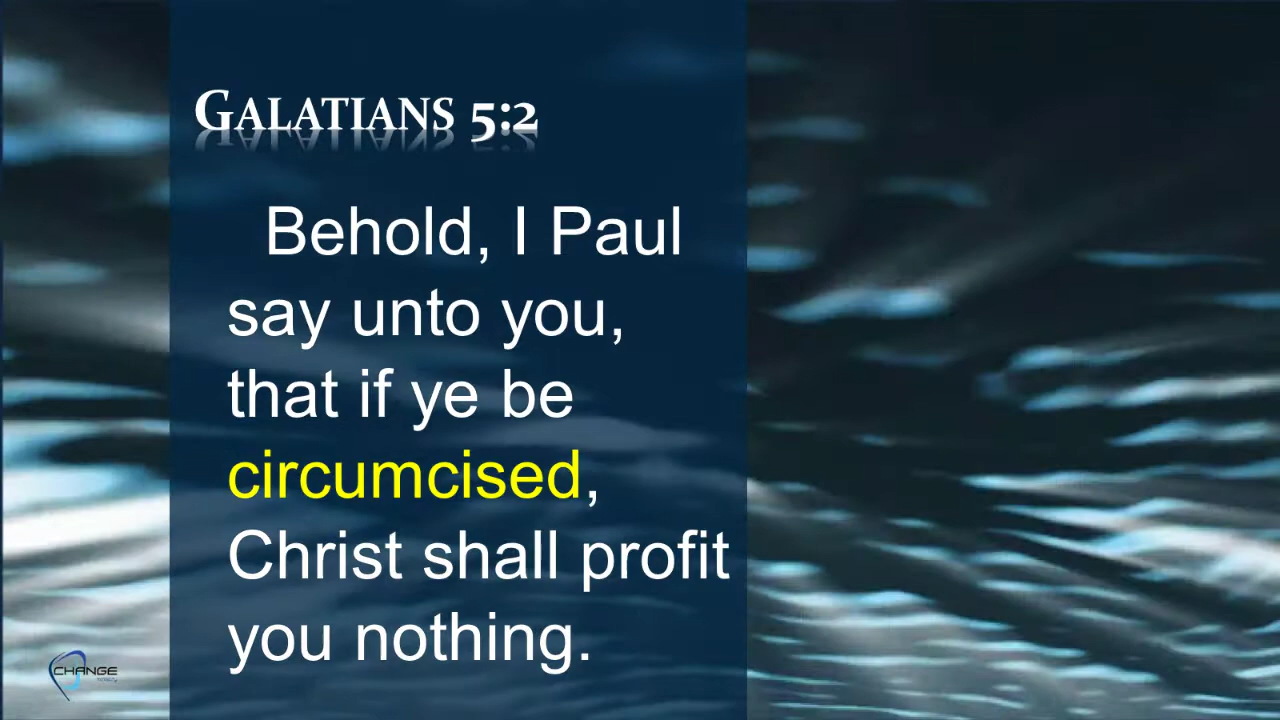 GALATIANS 5:2
Behold, I Paul
say unto you,
that if ye be
circumcised,
Christ shall profit
you nothing.
CHANGE